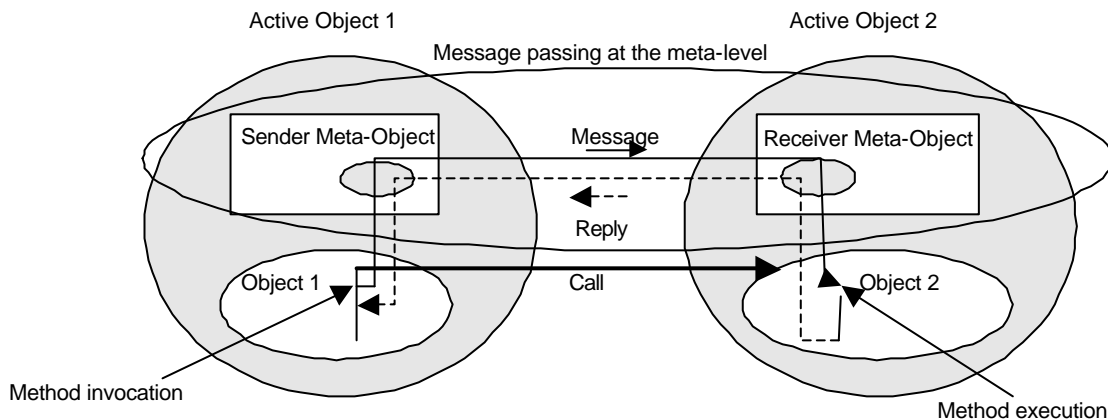 Active Object 1
Active Object 2
Message passing at the meta-level
Sender Meta-Object
Message
Receiver Meta-Object
Reply
Object 1
Call
Object 2
Method invocation
Method execution